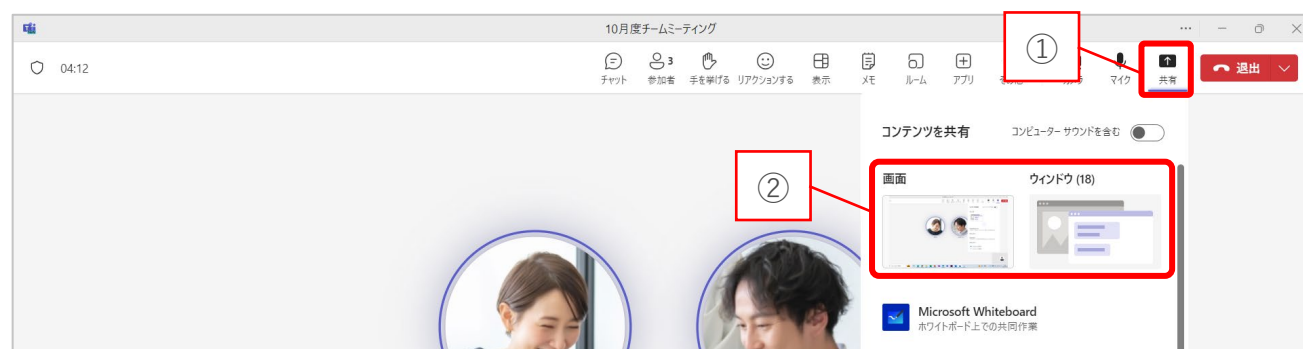 10月度チームミーティング
04:12
チャット
3
参加者
手を挙げる
リアクションする
表示
メモ
ルーム
アプリ
マイク
共有
退出
①
コンテンツを共有
コンピューター サウンドを含む
②
画面
ウィンドウ (18)
Microsoft Whiteboard
ホワイトボード上での共同作業